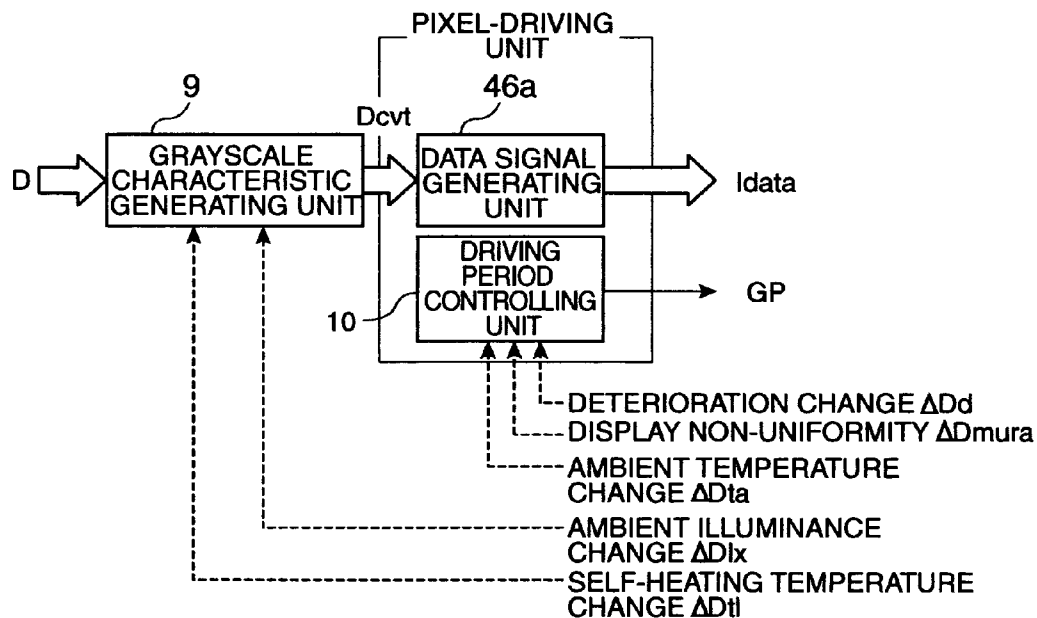 PIXEL-DRIVING
UNIT
9
Dcvt
46a
D
GRAYSCALE
CHARACTERISTIC
GENERATING UNIT
DATA SIGNAL
GENERATING
UNIT
Idata
DRIVING
PERIOD
CONTROLLING
UNIT
10
GP
DETERIORATION CHANGE ΔDd
DISPLAY NON-UNIFORMITY ΔDmura
AMBIENT TEMPERATURE
CHANGE ΔDta
AMBIENT ILLUMINANCE
CHANGE ΔDlx
SELF-HEATING TEMPERATURE
CHANGE ΔDtl